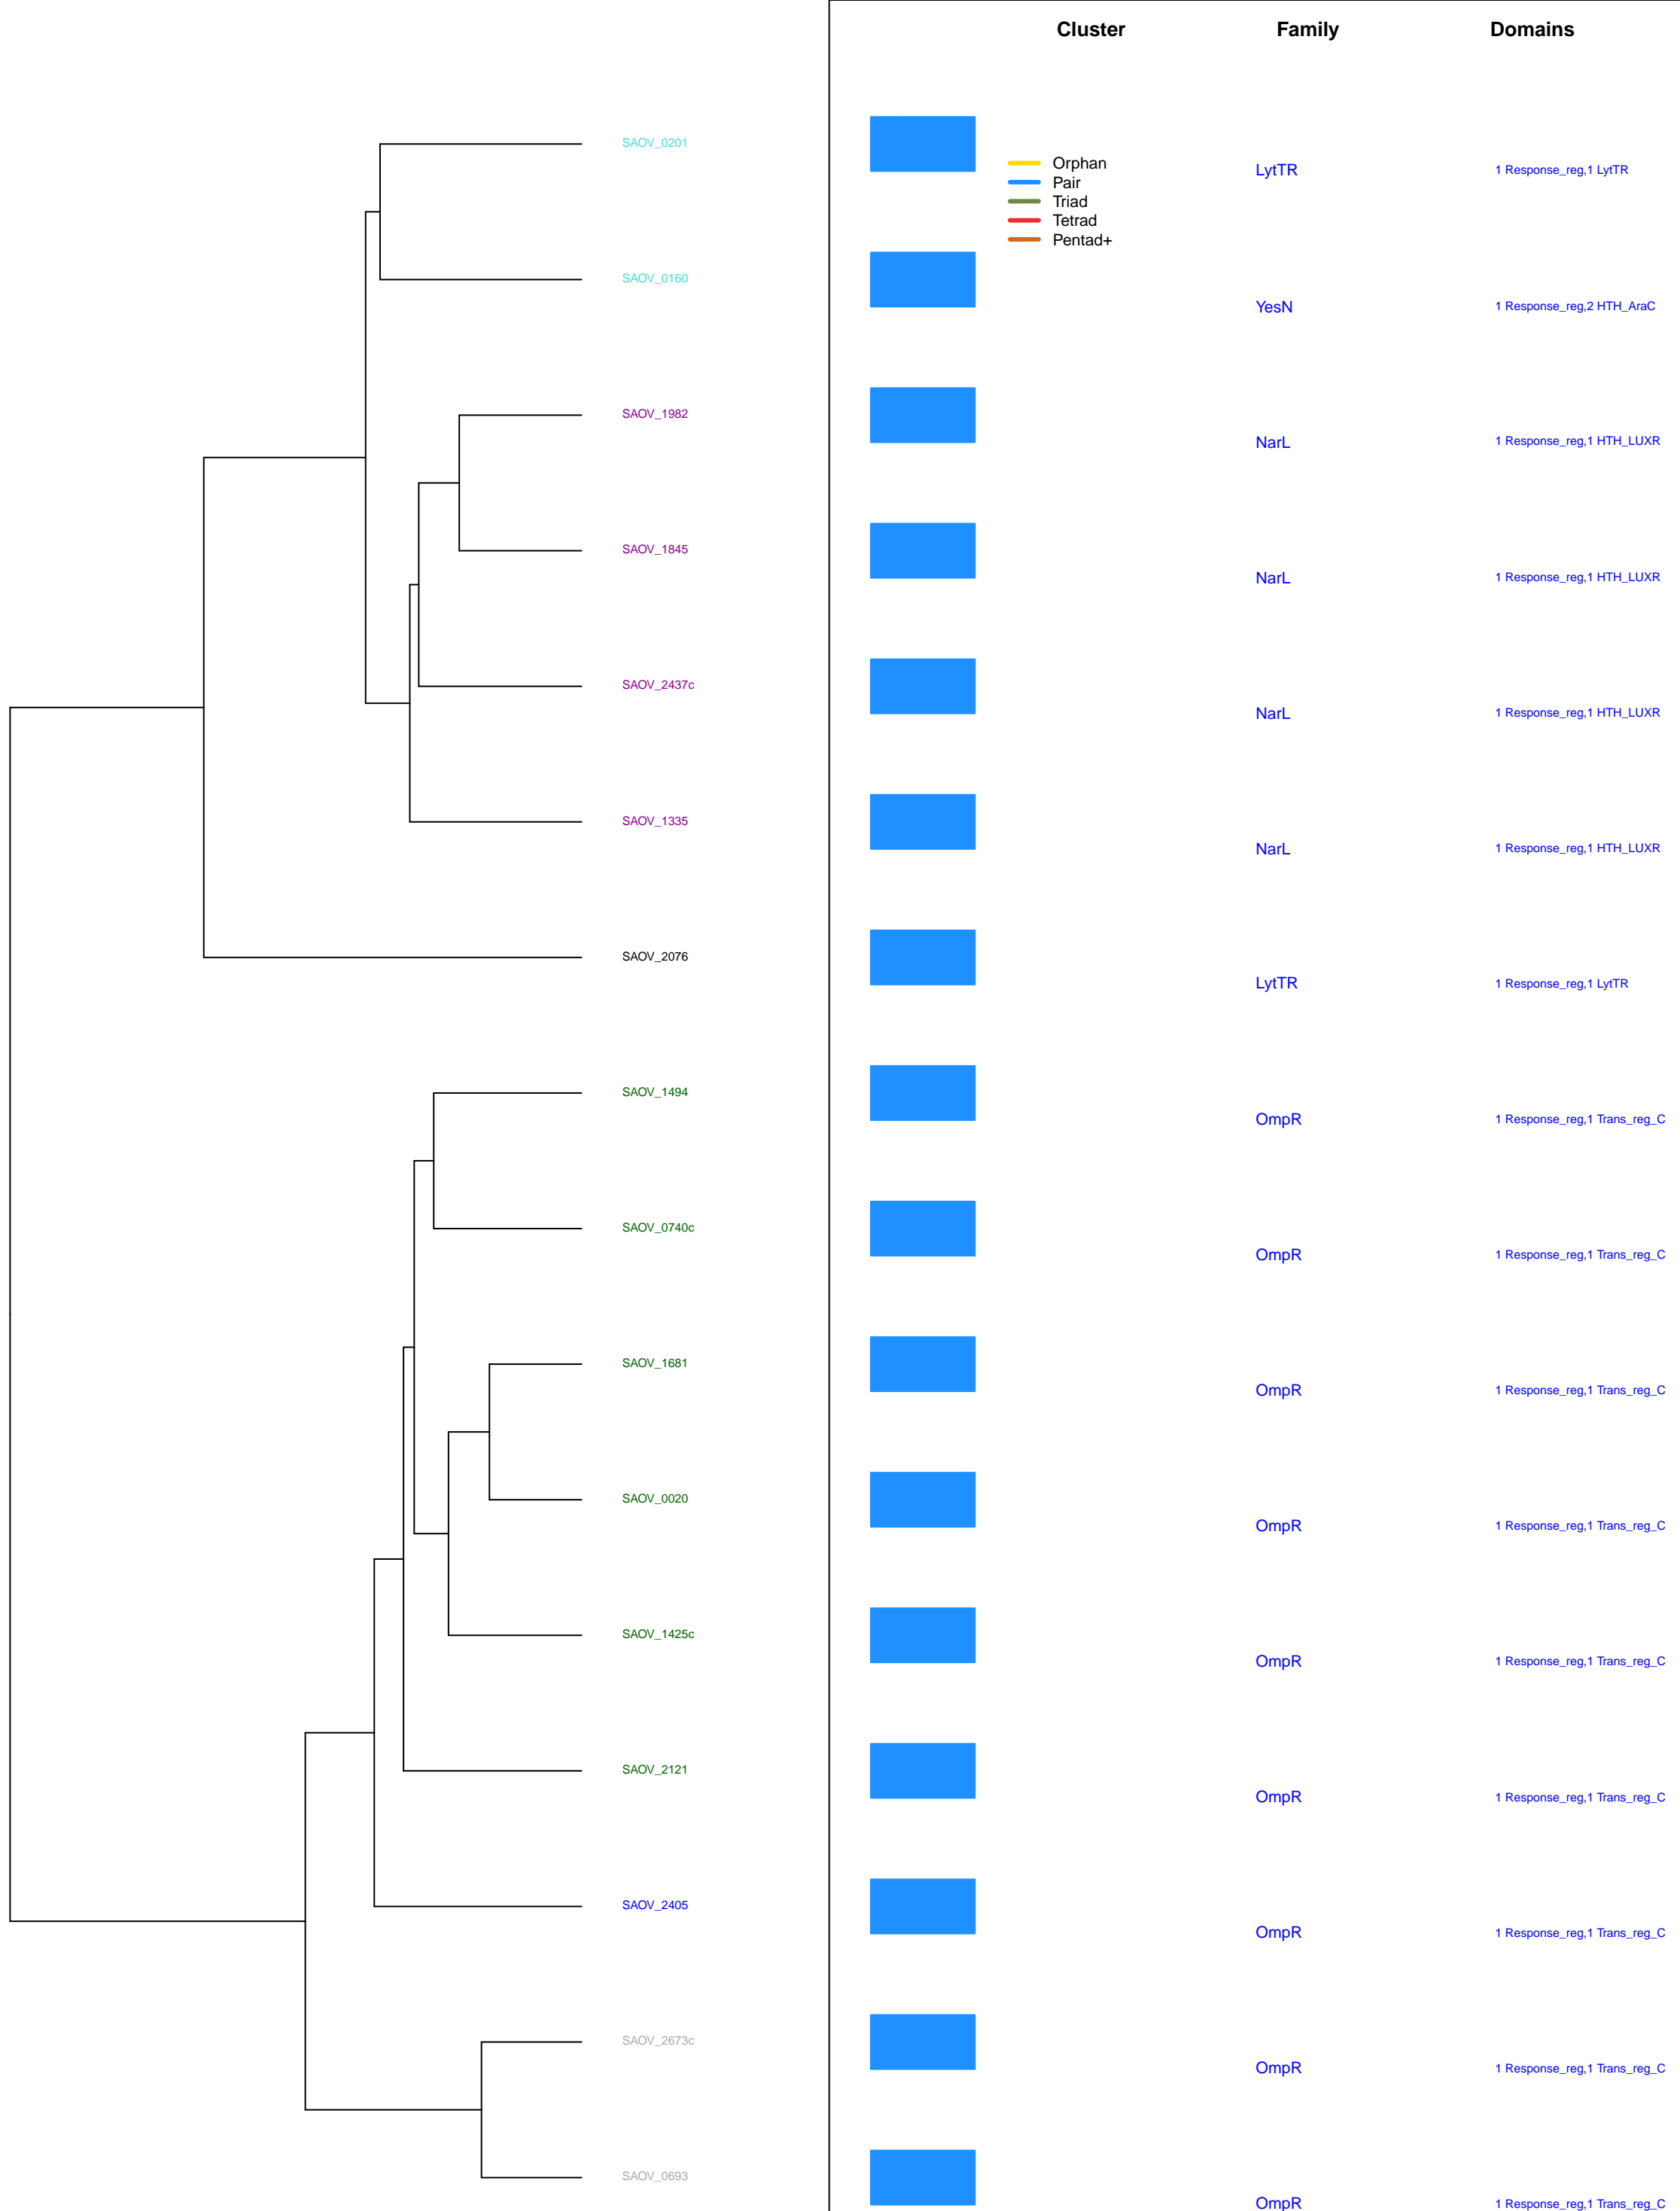 Cluster Family Domains
SAOV_0201
Orphan
LytTR 1 Response_reg,1 LytTR
Pair
Triad
Tetrad
Pentad+
SAOV_0160
YesN 1 Response_reg,2 HTH_AraC
SAOV_1982
NarL 1 Response_reg,1 HTH_LUXR
SAOV_1845
NarL 1 Response_reg,1 HTH_LUXR
SAOV_2437c
NarL 1 Response_reg,1 HTH_LUXR
SAOV_1335
NarL 1 Response_reg,1 HTH_LUXR
SAOV_2076
LytTR 1 Response_reg,1 LytTR
SAOV_1494
OmpR 1 Response_reg,1 Trans_reg_C
SAOV_0740c
OmpR 1 Response_reg,1 Trans_reg_C
SAOV_1681
OmpR 1 Response_reg,1 Trans_reg_C
SAOV_0020
OmpR 1 Response_reg,1 Trans_reg_C
SAOV_1425c
OmpR 1 Response_reg,1 Trans_reg_C
SAOV_2121
OmpR 1 Response_reg,1 Trans_reg_C
SAOV_2405
OmpR 1 Response_reg,1 Trans_reg_C
SAOV_2673c
OmpR 1 Response_reg,1 Trans_reg_C
SAOV_0693
OmpR 1 Response_reg,1 Trans_reg_C